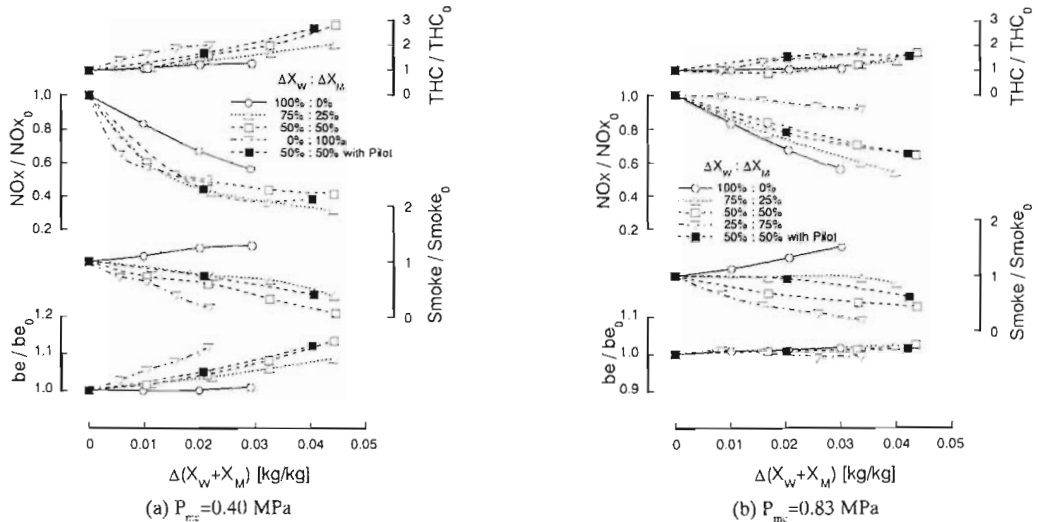 THC / THC0
3
2
1
0
NOx / NOx0
1.0
0.8
0.6
0.4
0.2
ΔXW : ΔXM
100% : 0%
75% : 25%
50% : 50%
0% : 100%
50% : 50% with Pilot
Smoke / Smoke0
2
1
0
be / be0
1.2
1.1
1.0
0 0.01 0.02 0.03 0.04 0.05
Δ(XW+XM) [kg/kg]
(a) Pme=0.40 MPa
THC / THC0
3
2
1
0
NOx / NOx0
1.0
0.8
0.6
0.4
0.2
ΔXW : ΔXM
100% : 0%
75% : 25%
50% : 50%
25% : 75%
50% : 50% with Pilot
Smoke / Smoke0
2
1
0
be / be0
1.1
1.0
0.9
0 0.01 0.02 0.03 0.04 0.05
Δ(XW+XM) [kg/kg]
(b) Pme=0.83 MPa